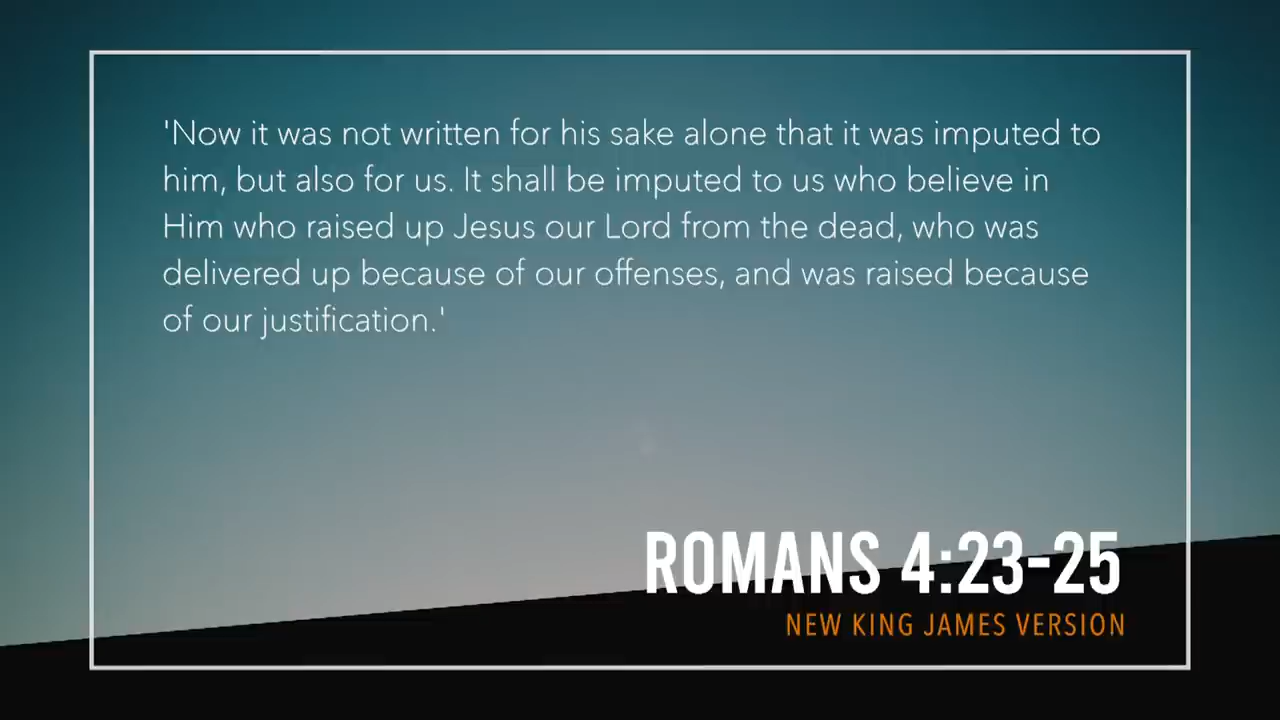 'Now it was not written for his sake alone that it was imputed to
him, but also for us. It shall be imputed to us who believe in
Him who raised up Jesus our Lord from the dead, who was
delivered up because of our offenses, and was raised because
of our justification.'
ROMANS 4:23-25
NEW KING JAMES VERSION